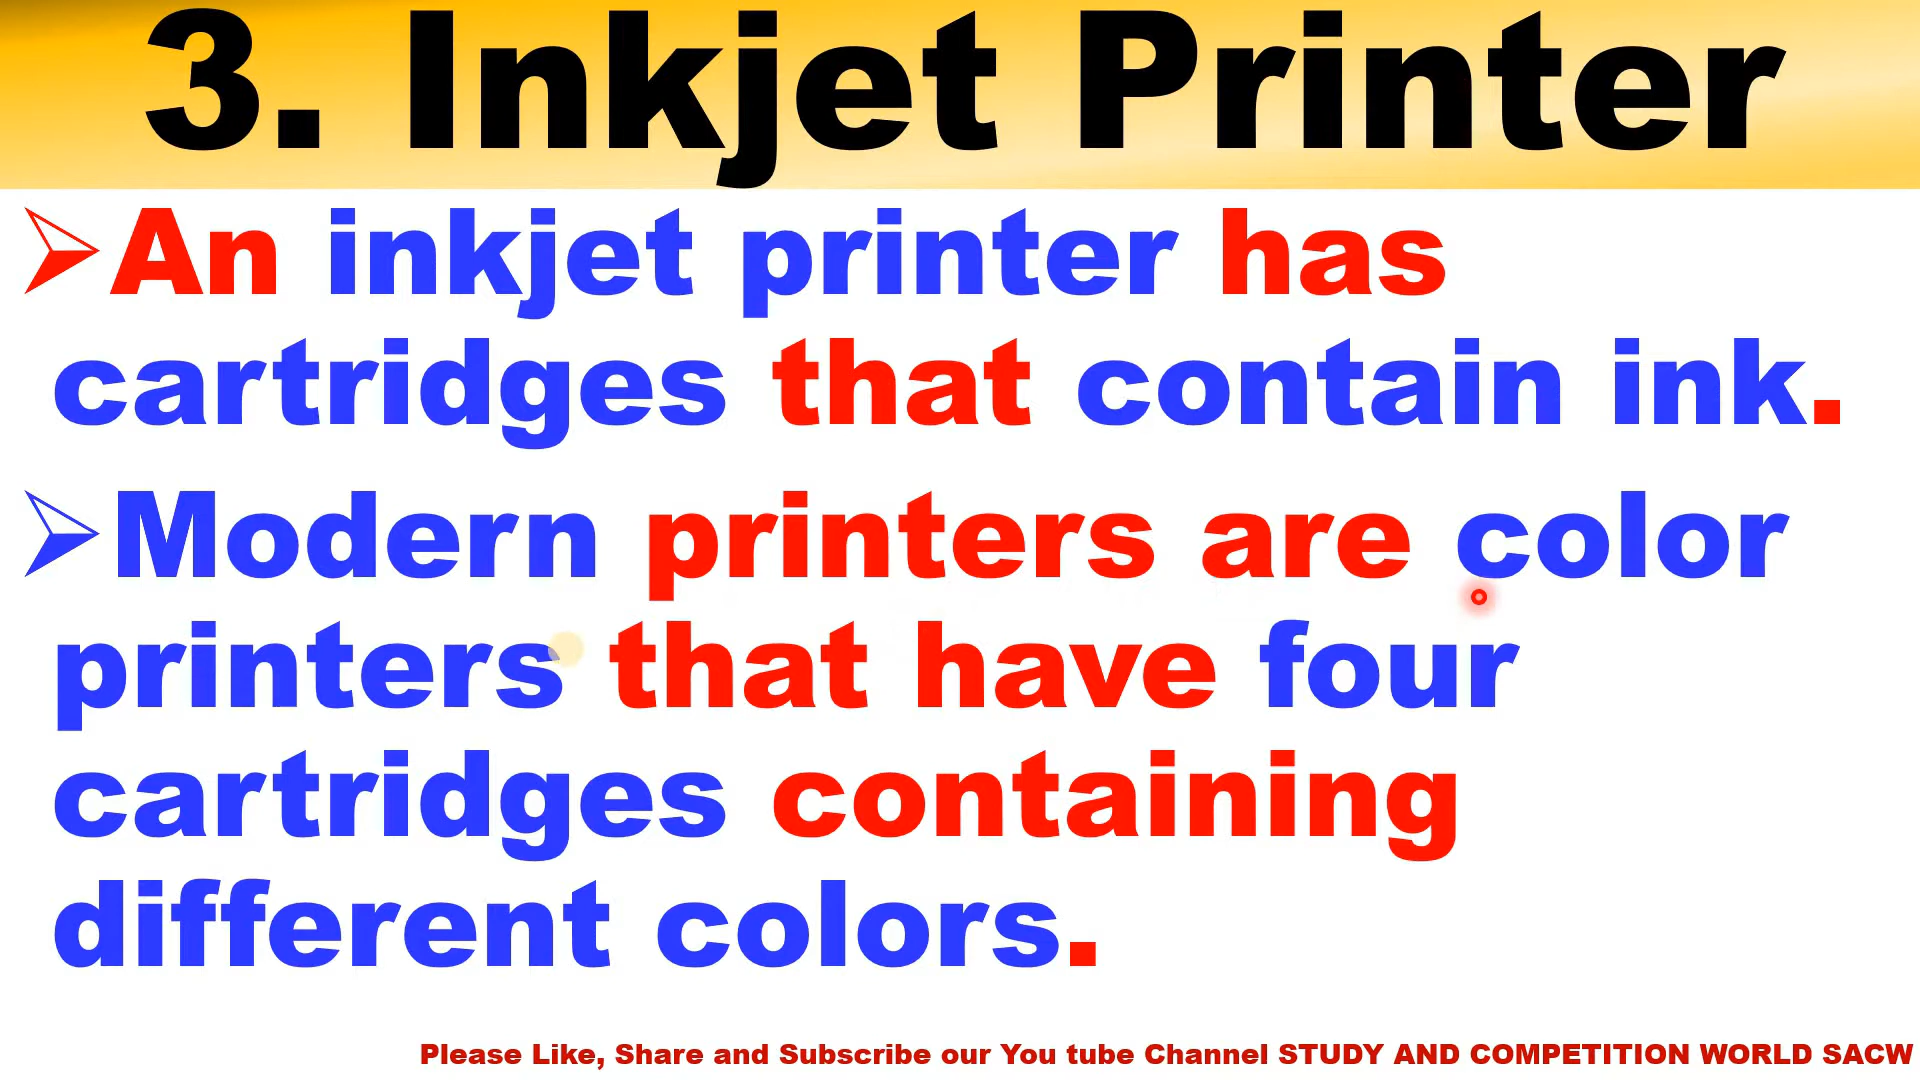 3. Inkjet Printer
➢An inkjet printer has
cartridges that contain ink.
➢Modern printers are color
printers that have four
cartridges containing
different colors.
Please Like, Share and Subscribe our You tube Channel STUDY AND COMPETITION WORLD SACW